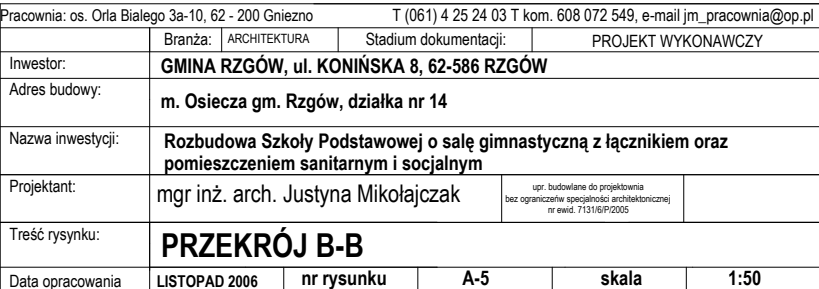 Pracownia: os. Orla Bialego 3a-10, 62 - 200 Gniezno T (061) 4 25 24 03 T kom. 608 072 549, e-mail jm_pracownia@op.pl
Branża: ARCHITEKTURA Stadium dokumentacji: PROJEKT WYKONAWCZY
Inwestor: GMINA RZGÓW, ul. KONIŃSKA 8, 62-586 RZGÓW
Adres budowy: m. Osiecza gm. Rzgów, działka nr 14
Nazwa inwestycji: Rozbudowa Szkoły Podstawowej o salę gimnastyczną z łącznikiem oraz
pomieszczeniem sanitarnym i socjalnym
Projektant: mgr inż. arch. Justyna Mikołajczak
upr. budowlane do projektownia
bez ograniczeńw specjalności architektonicznej
nr ewid. 7131/6/P/2005
Treść rysynku: PRZEKRÓJ B-B
Data opracowania LISTOPAD 2006 nr rysunku A-5 skala 1:50